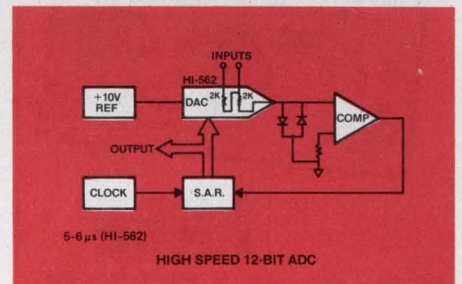 INPUTS
HI-562
+10V
REF
DAC
2K
2K
COMP
OUTPUT
CLOCK
S.A.R.
5-6 μs (HI-562)
HIGH SPEED 12-BIT ADC